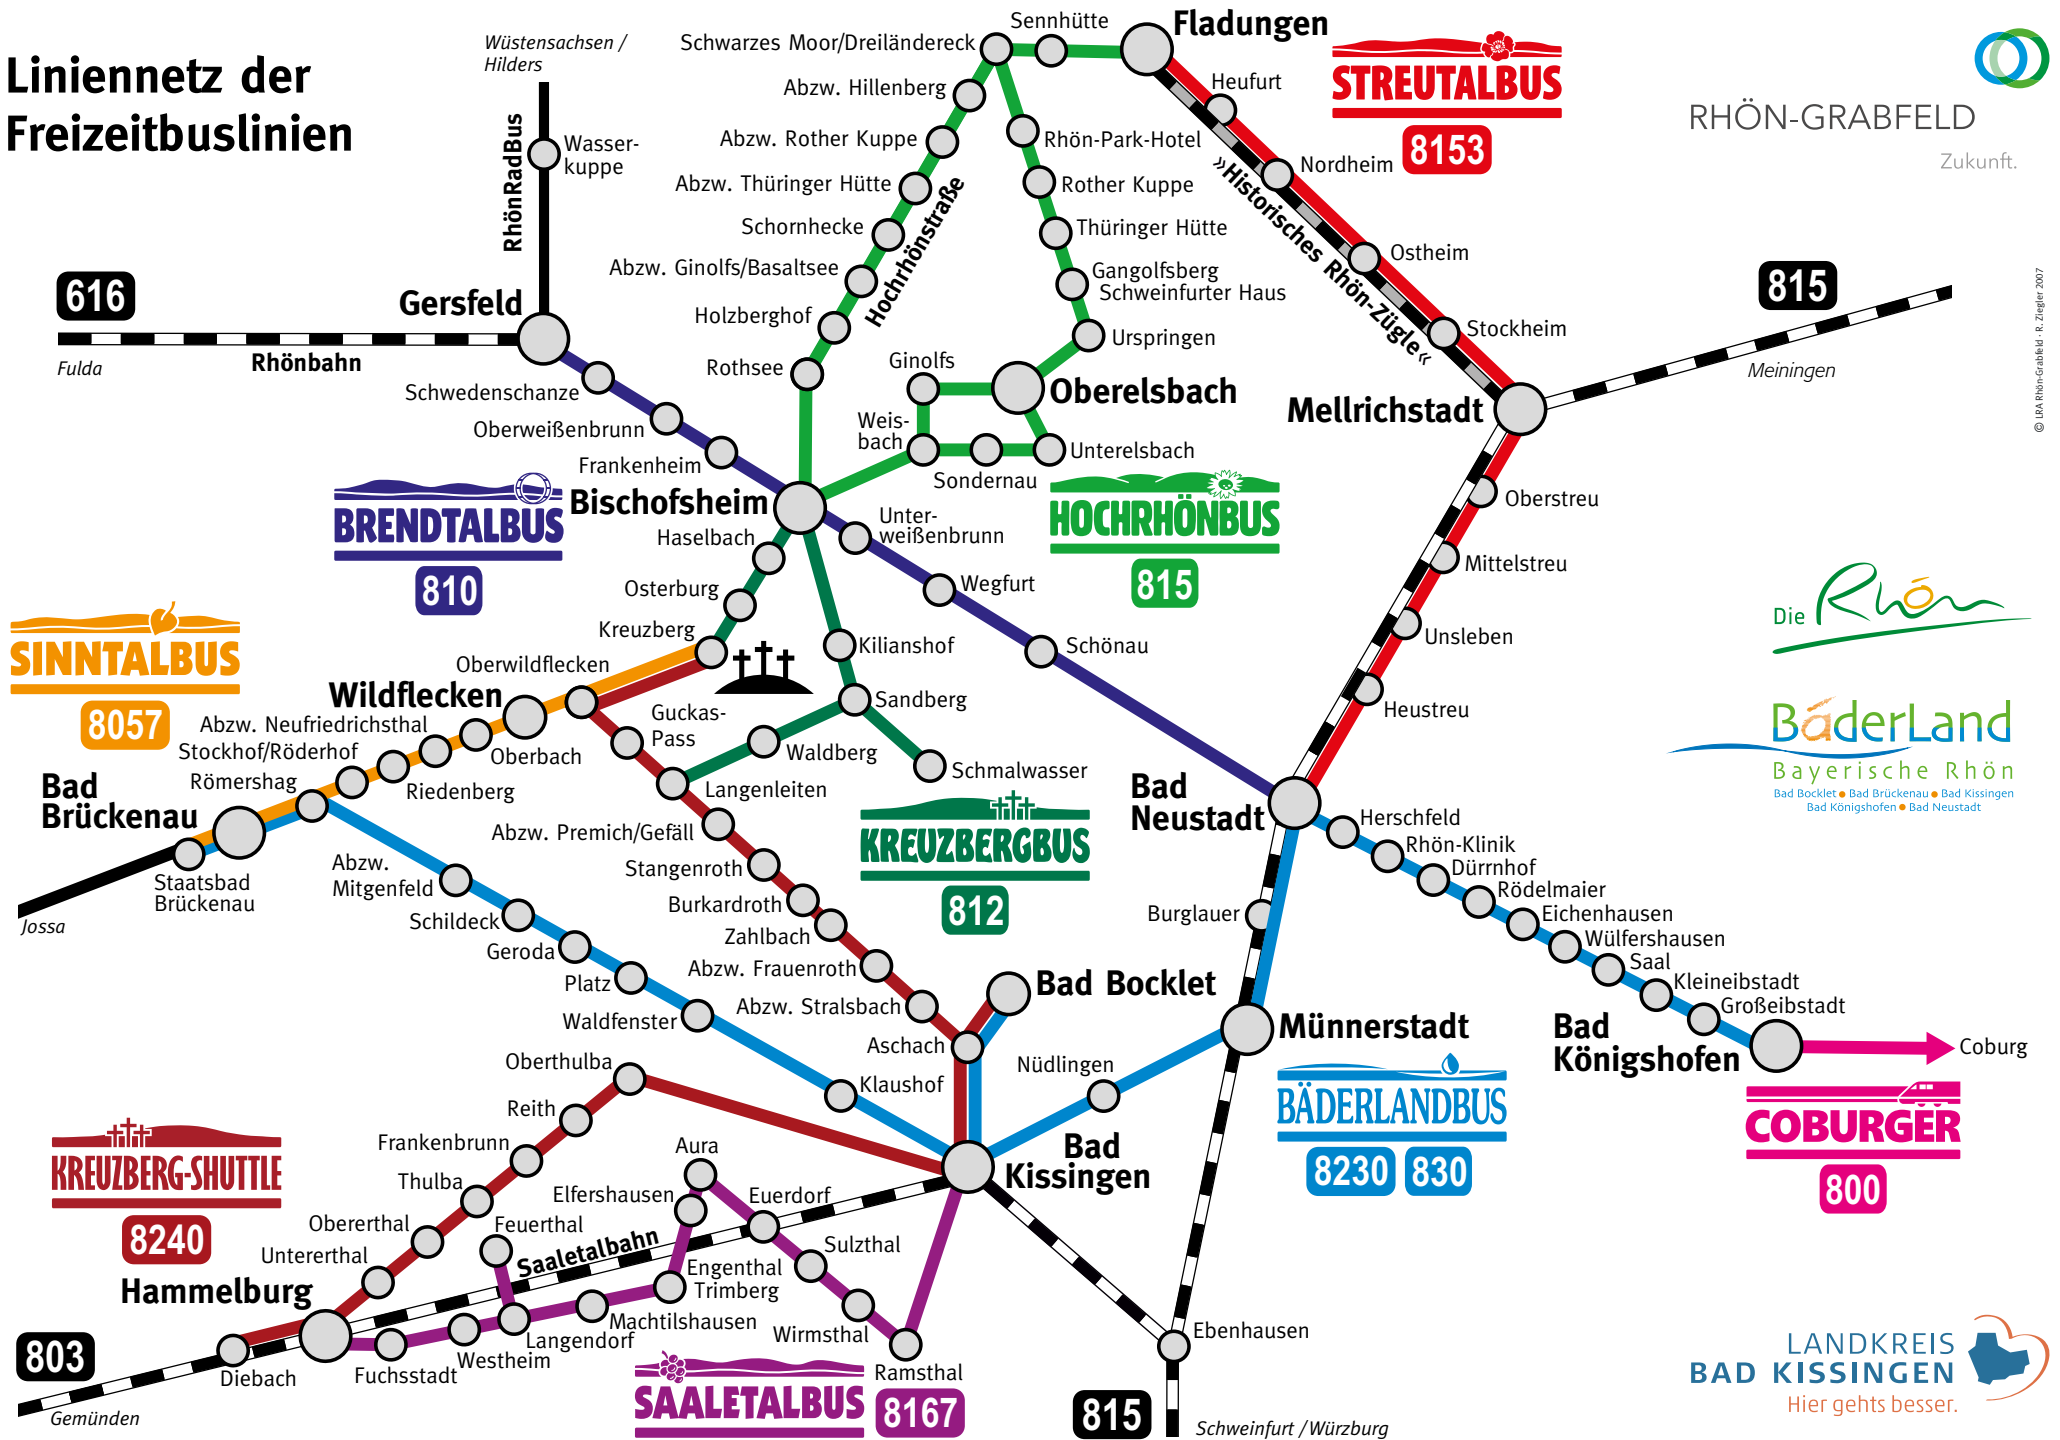 Liniennetz der
Freizeitbuslinien
Wüstensachsen /
Hilders
RhönRadBus
Wasser-
kuppe
616
Fulda
Rhönbahn
Gersfeld
Schwedenschanze
Oberweißenbrunn
Frankenheim
Bischofsheim
BRENDTALBUS
810
Sennhütte
Schwarzes Moor/Dreiländereck
Abzw. Hillenberg
Abzw. Rother Kuppe
Abzw. Thüringer Hütte
Schornhecke
Abzw. Ginolfs/Basaltsee
Holzberghof
Rothsee
Hochrhönstraße
Rhön-Park-Hotel
Rother Kuppe
Thüringer Hütte
Gangolfsberg
Schweinfurter Haus
Urspringen
Ginolfs
Oberelsbach
Weis-
bach
Sondernau
Unterelsbach
HOCHRHÖNBUS
815
Fladungen
Heufurt
Nordheim
Ostheim
Stockheim
»Historisches Rhön-Zügle«
STREUTALBUS
8153
Mellrichstadt
815
Meiningen
Oberstreu
Mittelstreu
Unsleben
Heustreu
RHÖN-GRABFELD
Zukunft.
© LRA Rhön-Grabfeld - R. Ziegler 2007
Die Rhön
BäderLand
Bayerische Rhön
Bad Bocklet Bad Brückenau Bad Kissingen
Bad Königshofen Bad Neustadt
Unter-
weißenbrunn
Wegfurt
Schönau
Haselbach
Osterburg
Kreuzberg
Kilianshof
Sandberg
Waldberg
Schmalwasser
KREUZBERGBUS
812
SINNTALBUS
8057
Oberwildflecken
Wildflecken
Oberbach
Abzw. Neufriedrichsthal
Riedenberg
Stockhof/Röderhof
Römershag
Bad
Brückenau
Staatsbad
Brückenau
Jossa
Guckas-
Pass
Langenleiten
Abzw. Premich/Gefäll
Stangenroth
Burkardroth
Zahlbach
Abzw. Frauenroth
Abzw. Stralsbach
Aschach
Bad Bocklet
Abzw.
Mitgenfeld
Schildeck
Geroda
Platz
Waldfenster
Klaushof
Bad
Neustadt
Herschfeld
Rhön-Klinik
Dürrnhof
Rödelmaier
Eichenhausen
Wülfershausen
Saal
Kleineibstadt
Großeibstadt
Bad
Königshofen
Coburg
COBURGER
800
Burglauer
Münnerstadt
Nüdlingen
BÄDERLANDBUS
8230
830
Bad
Kissingen
Oberthulba
Reith
Frankenbrunn
Thulba
Obererthal
Untererthal
Hammelburg
KREUZBERG-SHUTTLE
8240
803
Diebach
Gemünden
Saaletalbahn
Aura
Elfershausen
Euerdorf
Feuerthal
Sulzthal
Engenthal
Trimberg
Machtilshausen
Langendorf
Westheim
Fuchsstadt
Wirmsthal
Ramsthal
SAALETALBUS
8167
Ebenhausen
815
Schweinfurt / Würzburg
LANDKREIS
BAD KISSINGEN
Hier gehts besser.